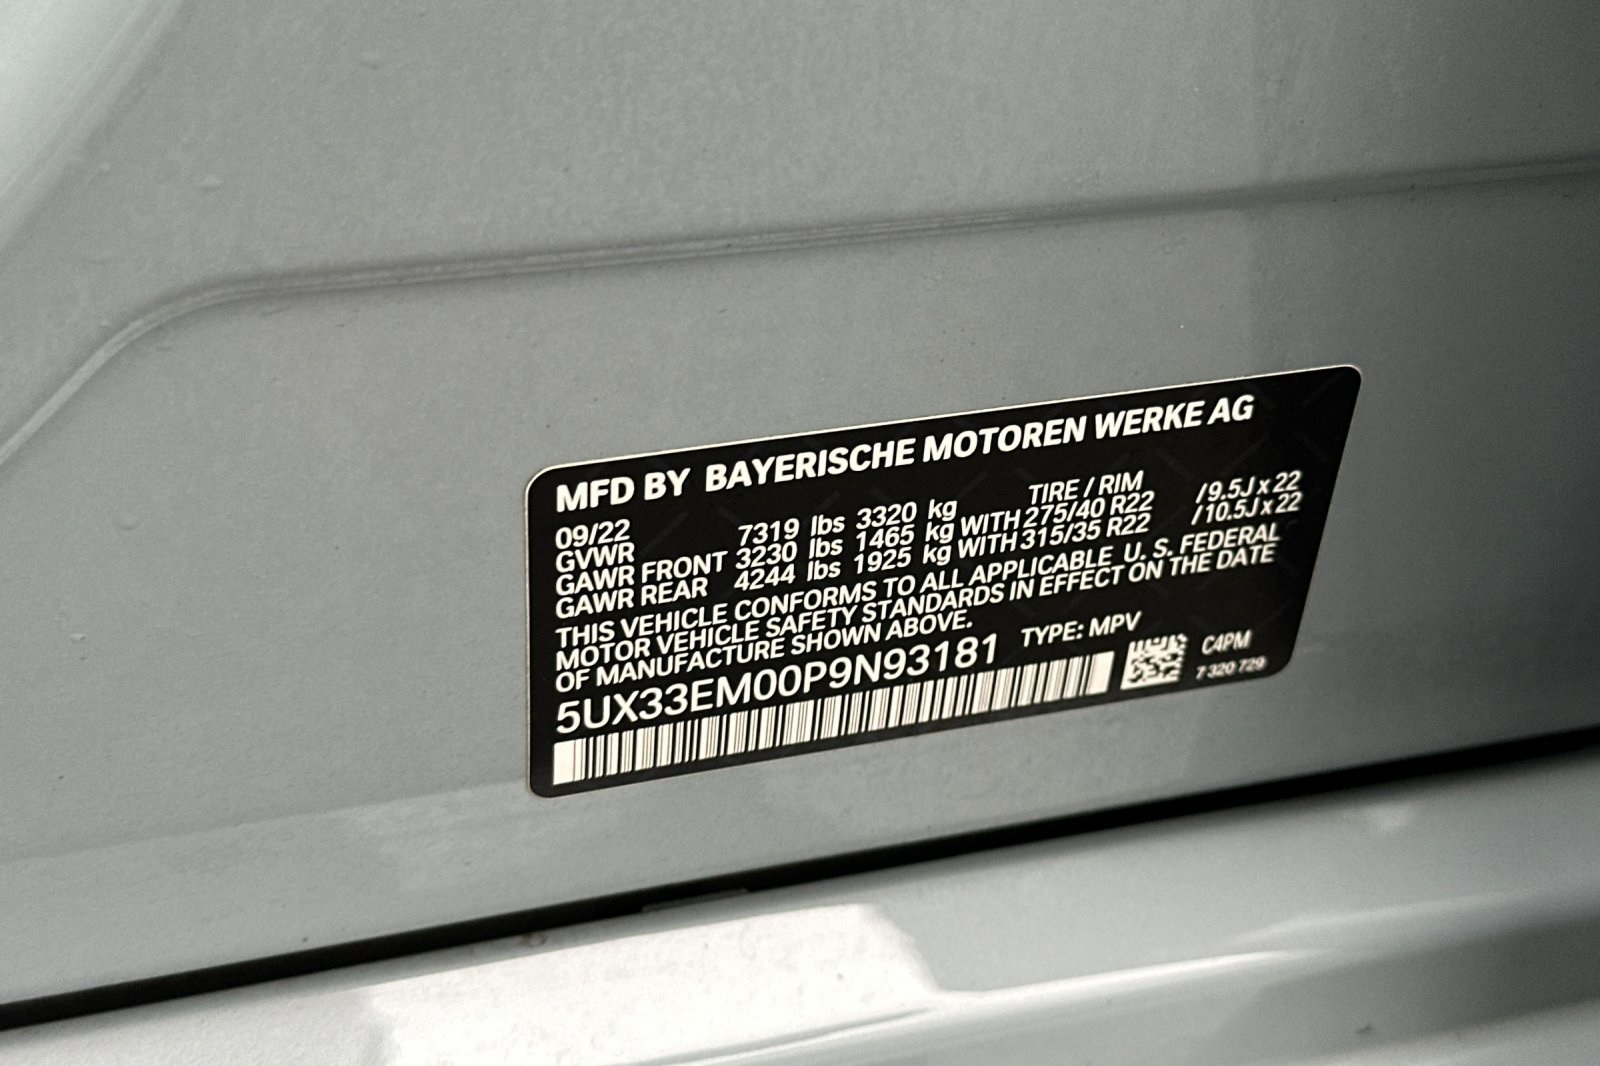 MFD BY BAYERISCHE MOTOREN WERKE AG
09/22 TIRE / RIM
GVWR 7319 lbs 3320 kg
GAWR FRONT 3230 lbs 1465 kg WITH 275/40 R22 /9.5J x 22
GAWR REAR 4244 lbs 1925 kg WITH 315/35 R22 /10.5J x 22
THIS VEHICLE CONFORMS TO ALL APPLICABLE U. S. FEDERAL
MOTOR VEHICLE SAFETY STANDARDS IN EFFECT ON THE DATE
OF MANUFACTURE SHOWN ABOVE.
5UX33EM00P9N93181 TYPE: MPV
C4PM
7 320 729